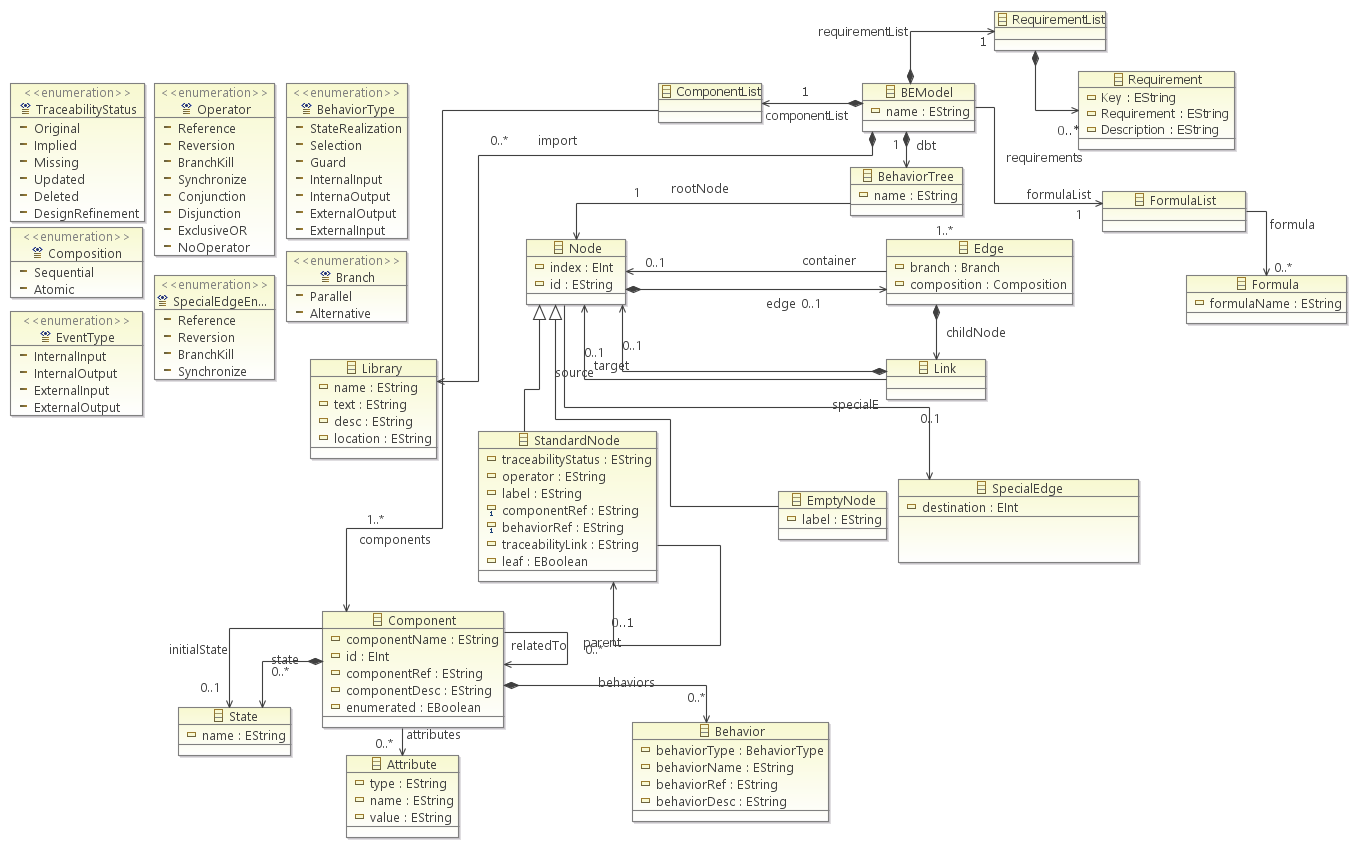 <<enumeration>>
TraceabilityStatus
Original
Implied
Missing
Updated
Deleted
DesignRefinement
<<enumeration>>
Operator
Reference
Reversion
BranchKill
Synchronize
Conjunction
Disjunction
ExclusiveOR
NoOperator
<<enumeration>>
BehaviorType
StateRealization
Selection
Guard
InternalInput
InternaOutput
ExternalOutput
ExternalInput
<<enumeration>>
Composition
Sequential
Atomic
<<enumeration>>
SpecialEdgeEn...
Reference
Reversion
BranchKill
Synchronize
<<enumeration>>
Branch
Parallel
Alternative
<<enumeration>>
EventType
InternalInput
InternalOutput
ExternalInput
ExternalOutput
RequirementList
requirementList
1
Requirement
Key : EString
Requirement : EString
Description : EString
0..*
ComponentList
1
componentList
BEModel
name : EString
0..*
import
1
dbt
requirements
BehaviorTree
name : EString
rootNode
1
formulaList
1
FormulaList
formula
0..*
Formula
formulaName : EString
Node
index : EInt
id : EString
1..*
Edge
branch : Branch
composition : Composition
0..1
container
edge
0..1
childNode
Link
0..1
0..1
source
target
specialE
0..1
Library
name : EString
text : EString
desc : EString
location : EString
StandardNode
traceabilityStatus : EString
operator : EString
label : EString
componentRef : EString
behaviorRef : EString
traceabilityLink : EString
leaf : EBoolean
EmptyNode
label : EString
SpecialEdge
destination : EInt
1..*
components
0..1
parent
Component
componentName : EString
id : EInt
componentRef : EString
componentDesc : EString
enumerated : EBoolean
relatedTo
0..*
initialState
0..1
state
0..*
State
name : EString
behaviors
0..*
attributes
0..*
Attribute
type : EString
name : EString
value : EString
Behavior
behaviorType : BehaviorType
behaviorName : EString
behaviorRef : EString
behaviorDesc : EString